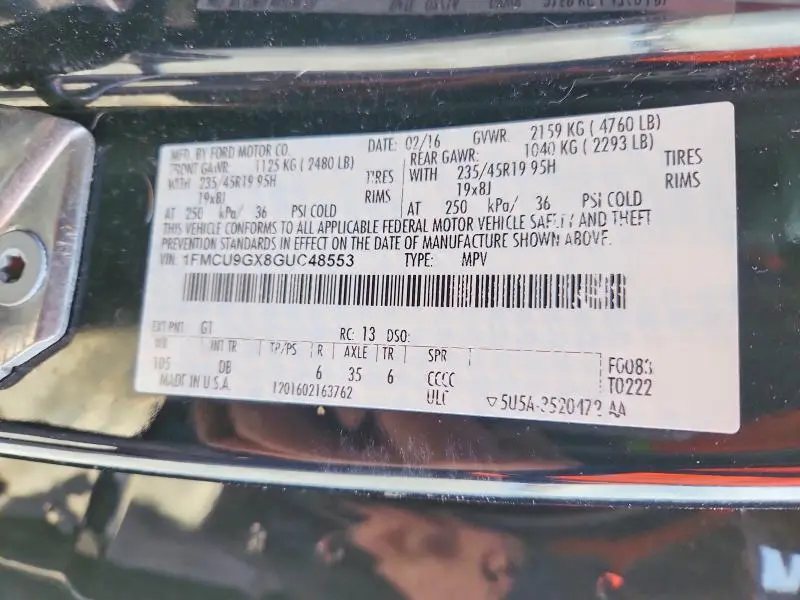 MFD. BY FORD MOTOR CO. DATE: 02/16 GVWR: 2159 KG ( 4760 LB)
FRONT GAWR: 1125 KG ( 2480 LB) REAR GAWR: 1040 KG ( 2293 LB)
WITH 235/45R19 95H TIRES WITH 235/45R19 95H TIRES
19x8J RIMS 19x8J RIMS
AT 250 kPa/ 36 PSI COLD AT 250 kPa/ 36 PSI COLD
THIS VEHICLE CONFORMS TO ALL APPLICABLE FEDERAL MOTOR VEHICLE SAFETY AND THEFT
PREVENTION STANDARDS IN EFFECT ON THE DATE OF MANUFACTURE SHOWN ABOVE.
VIN: 1FMCU9GX8GUC48553 TYPE: MPV
EXT PNT: G1 RC: 13 DSO:
WB INT TR TP/PS R AXLE TR SPR F0083
105 DB 6 35 6 CCCC T0222
MADE IN U.S.A. 1201602163762 ULC ▽5U5A-3520472 AA